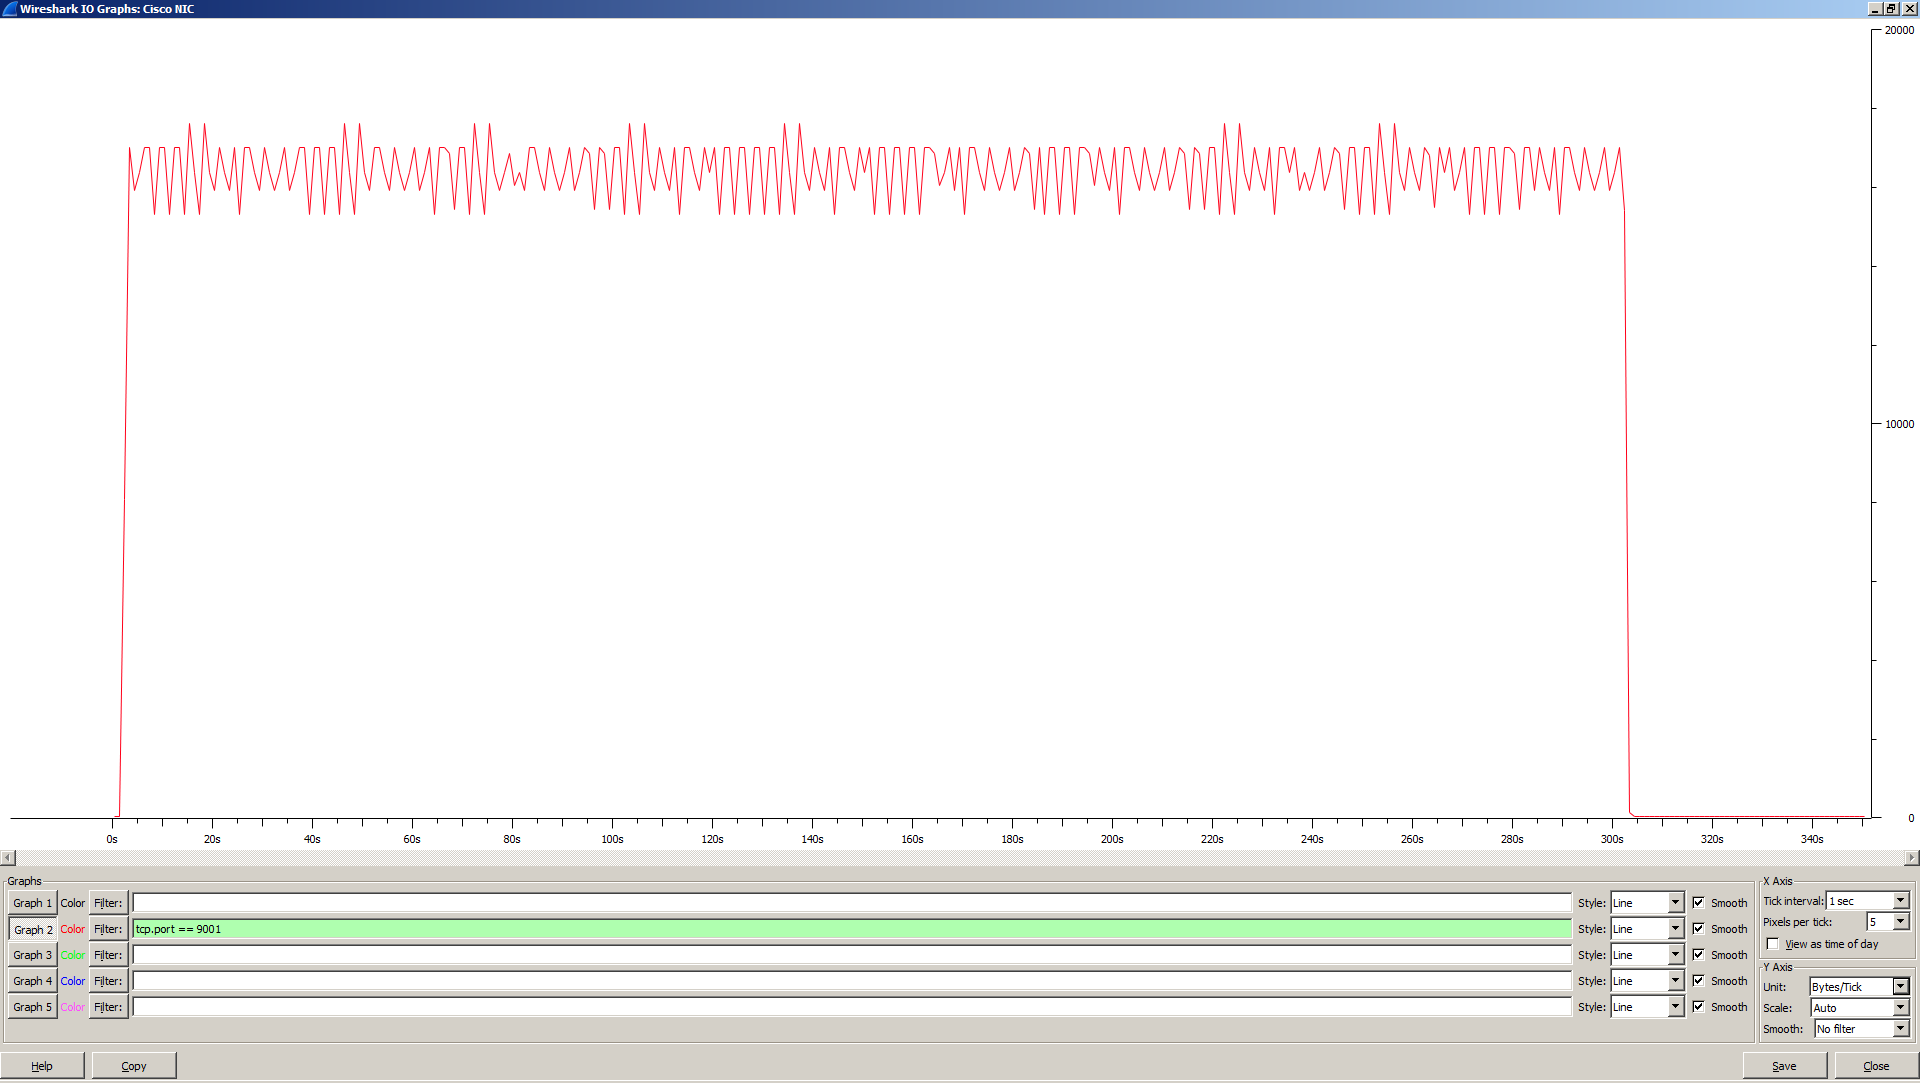 Wireshark IO Graphs: Cisco NIC
20000
10000
0
0s 20s 40s 60s 80s 100s 120s 140s 160s 180s 200s 220s 240s 260s 280s 300s 320s 340s
Graphs
Graph 1 Color Filter: Style: Line Smooth
Graph 2 Color Filter: tcp.port == 9001 Style: Line Smooth
Graph 3 Color Filter: Style: Line Smooth
Graph 4 Color Filter: Style: Line Smooth
Graph 5 Color Filter: Style: Line Smooth
X Axis
Tick interval: 1 sec
Pixels per tick: 5
View as time of day
Y Axis
Unit: Bytes/Tick
Scale: Auto
Smooth: No filter
Help Copy Save Close